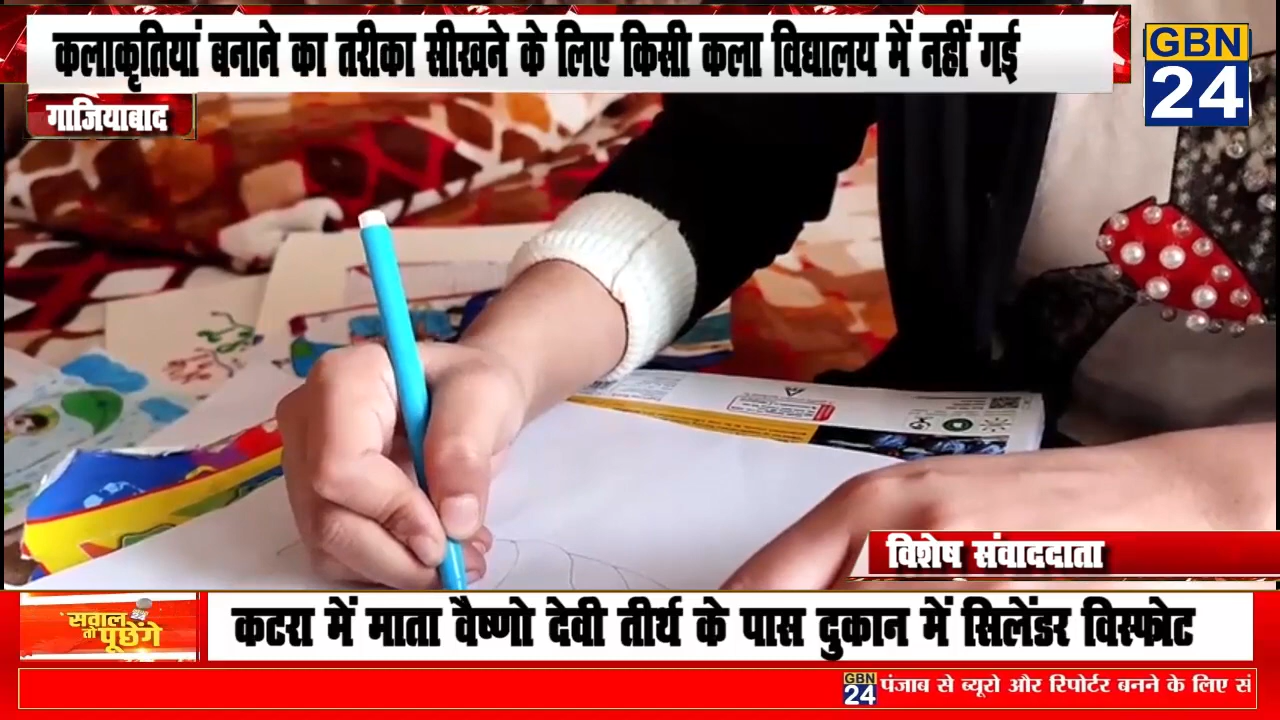 कलाकृतियां बनाने का तरीका सीखने के लिए किसी कला विद्यालय में नहीं गई
GBN
24
गाजियाबाद
विशेष संवाददाता
सवाल
तो पूछेंगे
कटरा में माता वैष्णो देवी तीर्थ के पास दुकान में सिलेंडर विस्फोट
GBN
24
पंजाब से ब्यूरो और रिपोर्टर बनने के लिए सं